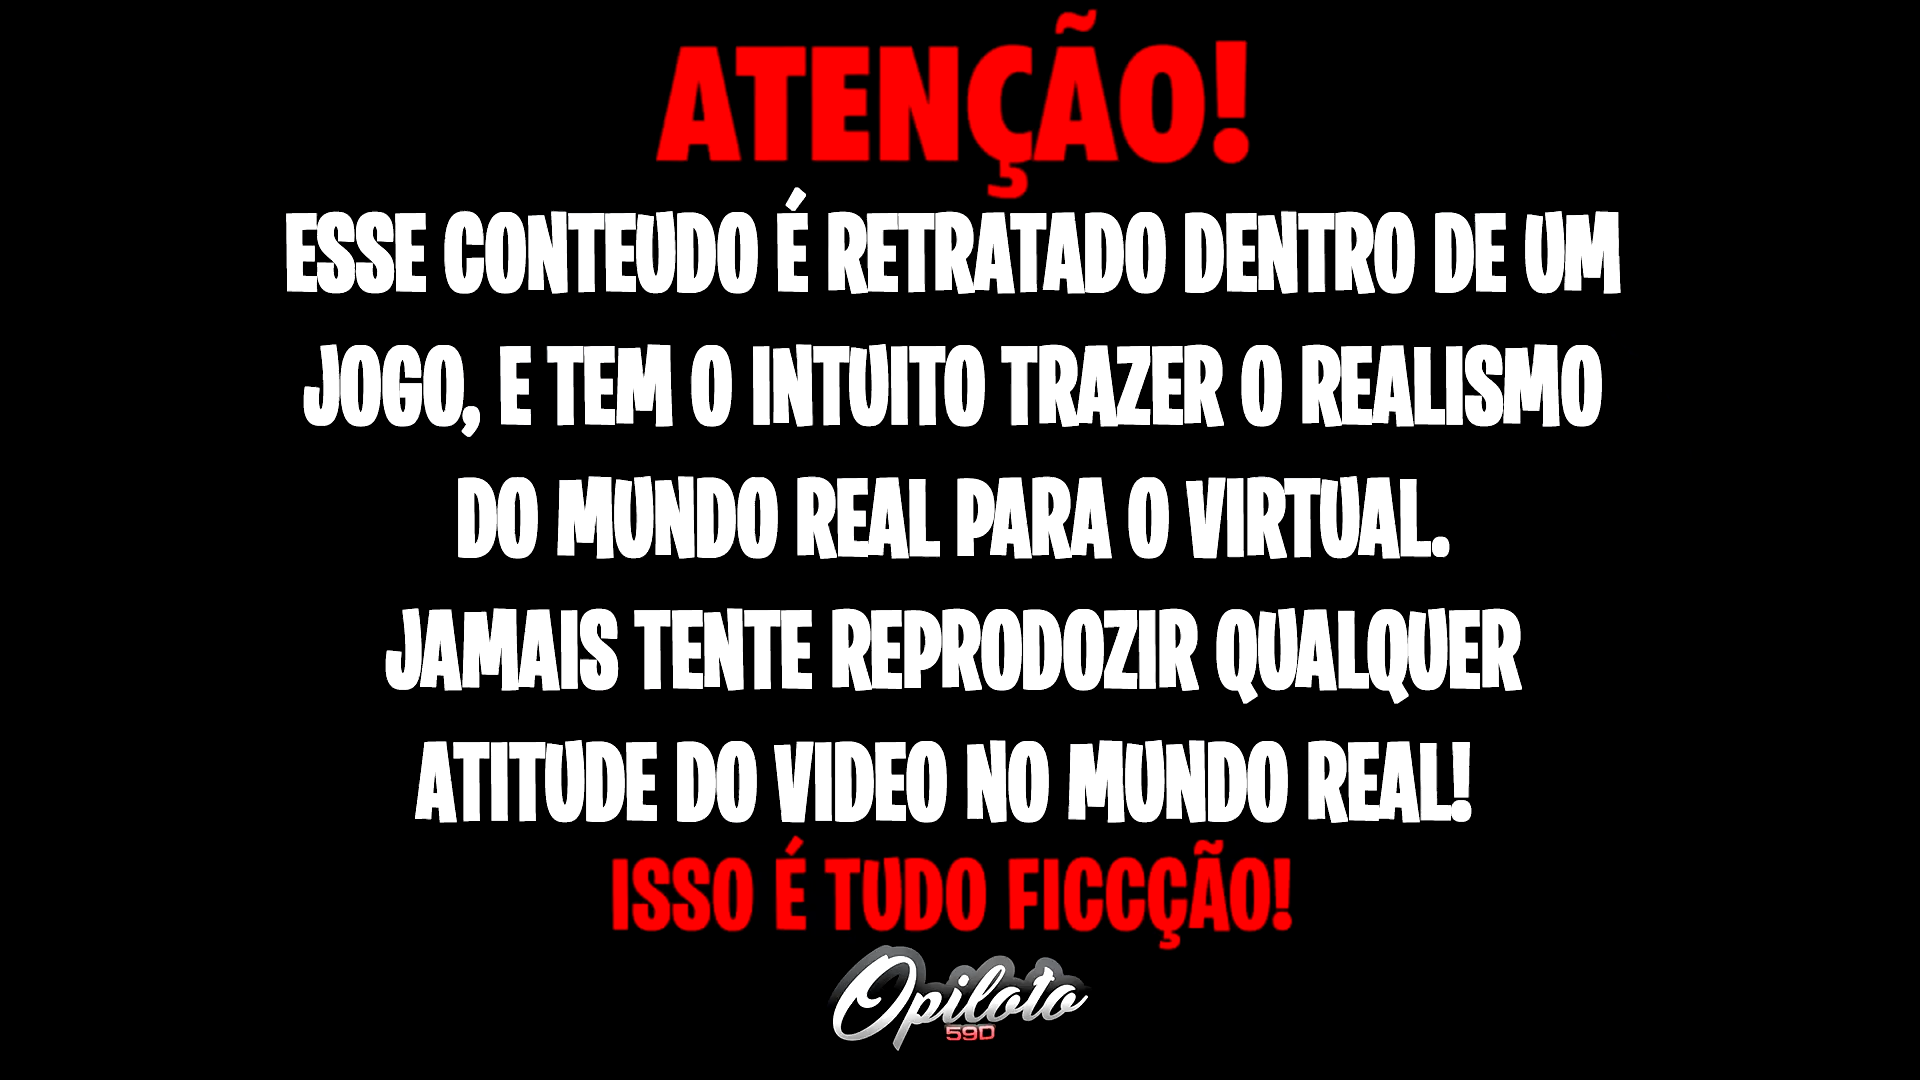 ATENÇÃO!
ESSE CONTEUDO É RETRATADO DENTRO DE UM
JOGO, E TEM O INTUITO TRAZER O REALISMO
DO MUNDO REAL PARA O VIRTUAL.
JAMAIS TENTE REPRODOZIR QUALQUER
ATITUDE DO VIDEO NO MUNDO REAL!
ISSO É TUDO FICCÇÃO!
Opiloto
59D